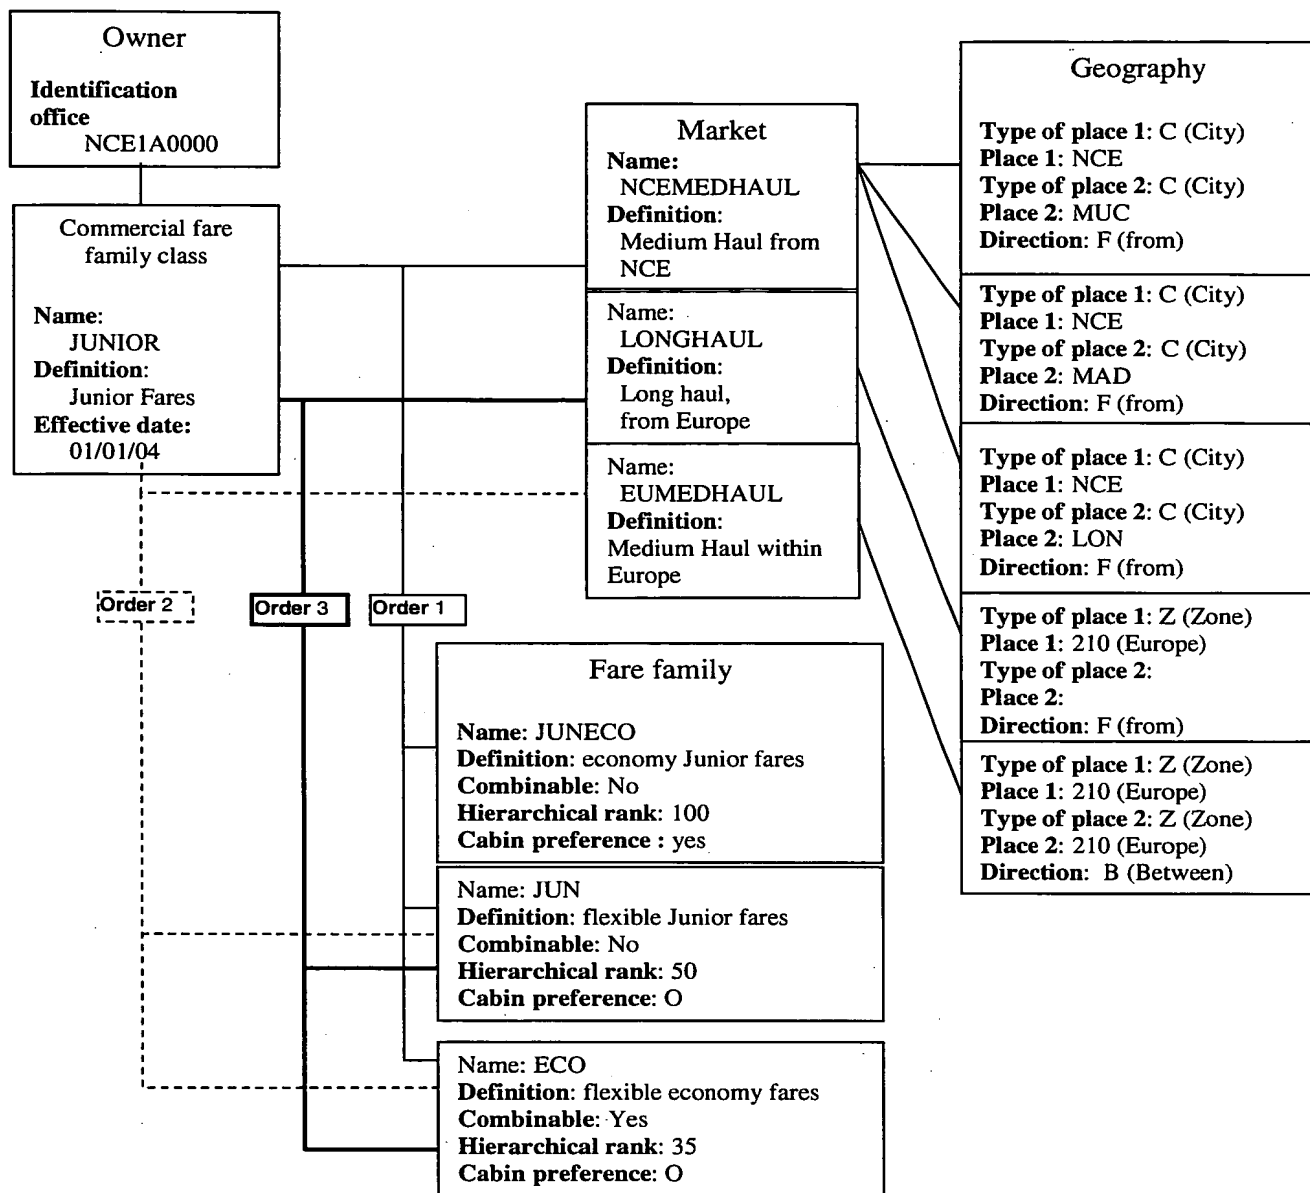 Owner
Identification
office
NCE1A0000
Commercial fare
family class
Name:
JUNIOR
Definition:
Junior Fares
Effective date:
01/01/04
Market
Name:
NCEMEDHAUL
Definition:
Medium Haul from
NCE
Name:
LONGHAUL
Definition:
Long haul,
from Europe
Name:
EUMEDHAUL
Definition:
Medium Haul within
Europe
Geography
Type of place 1: C (City)
Place 1: NCE
Type of place 2: C (City)
Place 2: MUC
Direction: F (from)
Type of place 1: C (City)
Place 1: NCE
Type of place 2: C (City)
Place 2: MAD
Direction: F (from)
Type of place 1: C (City)
Place 1: NCE
Type of place 2: C (City)
Place 2: LON
Direction: F (from)
Type of place 1: Z (Zone)
Place 1: 210 (Europe)
Type of place 2:
Place 2:
Direction: F (from)
Type of place 1: Z (Zone)
Place 1: 210 (Europe)
Type of place 2: Z (Zone)
Place 2: 210 (Europe)
Direction: B (Between)
Order 2
Order 3
Order 1
Fare family
Name: JUNECO
Definition: economy Junior fares
Combinable: No
Hierarchical rank: 100
Cabin preference : yes
Name: JUN
Definition: flexible Junior fares
Combinable: No
Hierarchical rank: 50
Cabin preference: O
Name: ECO
Definition: flexible economy fares
Combinable: Yes
Hierarchical rank: 35
Cabin preference: O